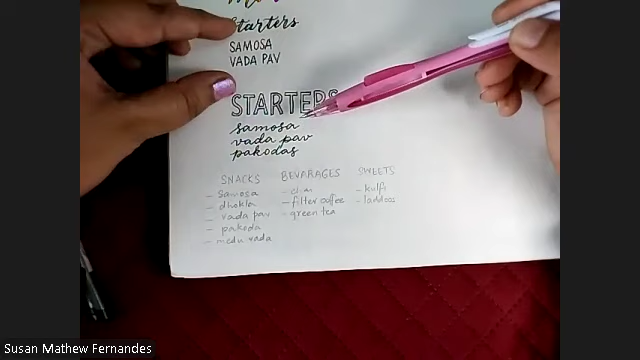 Starters
SAMOSA
VADA PAV
STARTERS
samosa
vada pav
pakodas
SNACKS BEVARAGES SWEETS
- Samosa - chai - kulfi
- dhokla - filter coffee - laddoos
- vada pav - green tea
- pakoda
- medu vada
Susan Mathew Fernandes